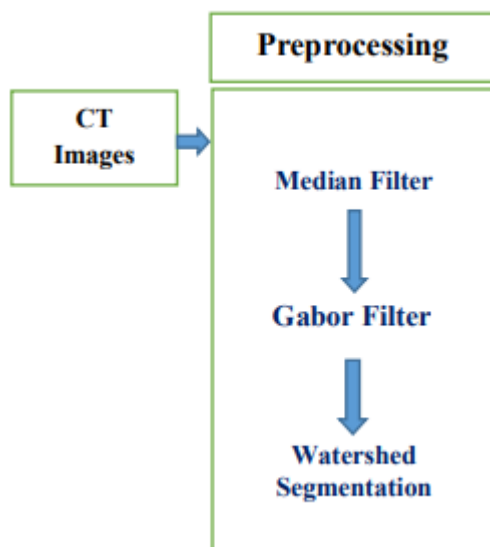 Preprocessing
CT
Images
Median Filter
Gabor Filter
Watershed
Segmentation